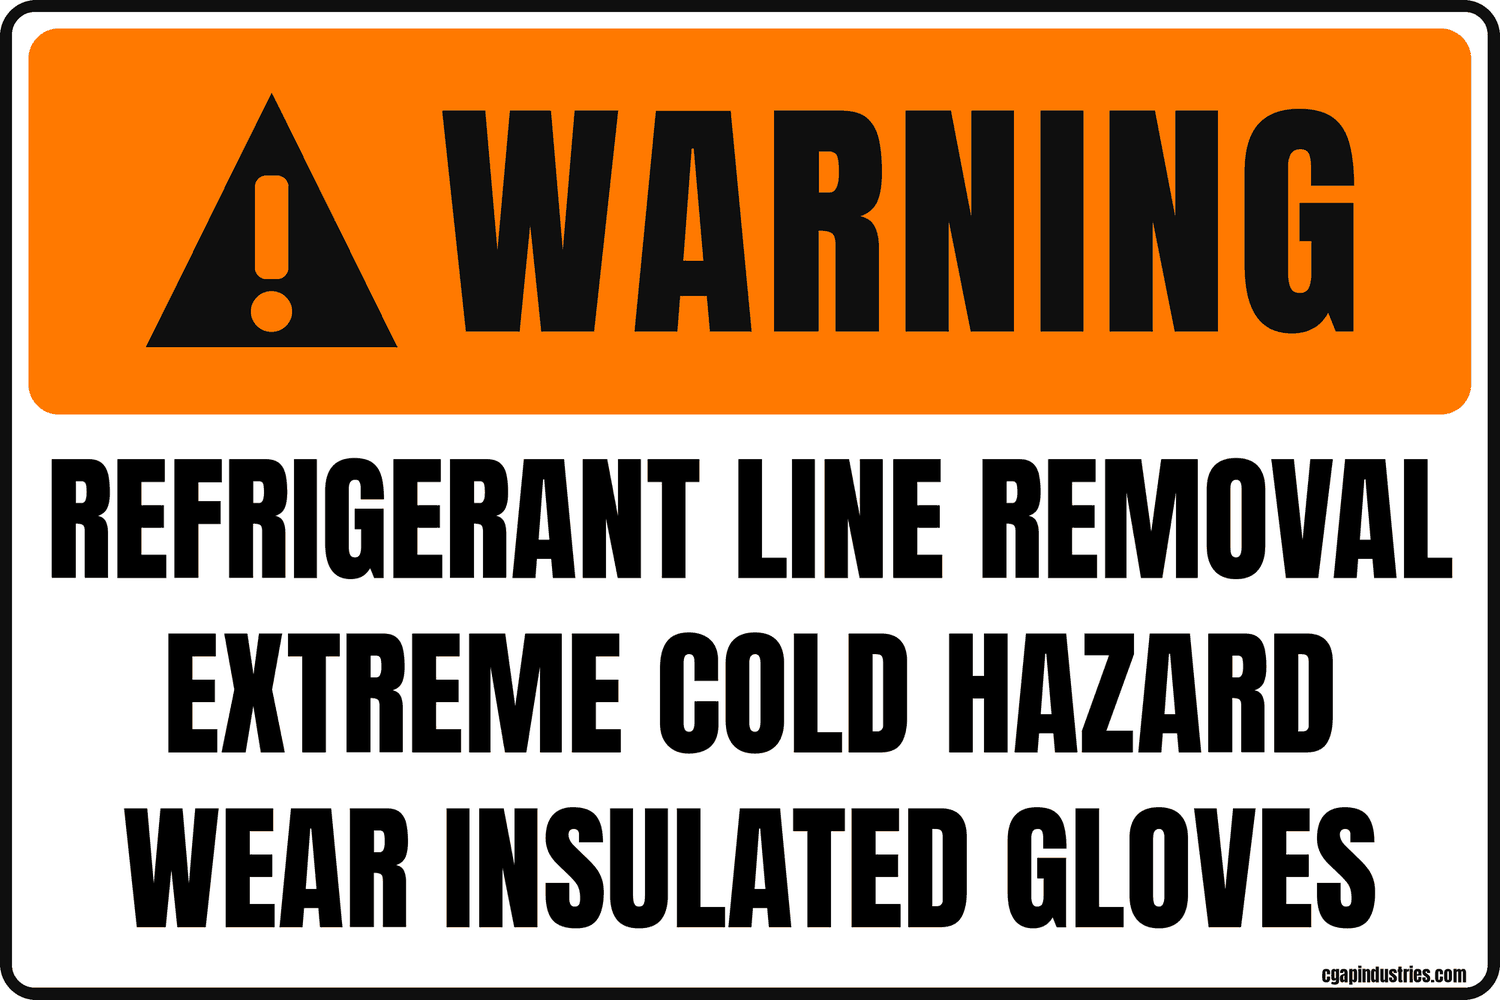 WARNING
REFRIGERANT LINE REMOVAL
EXTREME COLD HAZARD
WEAR INSULATED GLOVES
cgapindustries.com